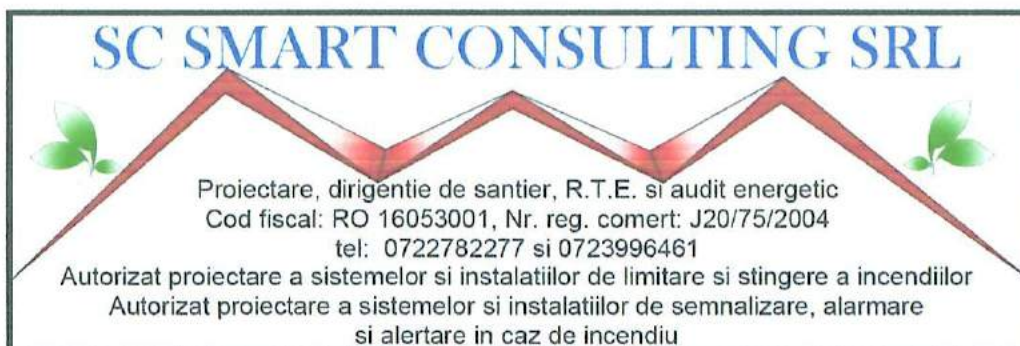 SC SMART CONSULTING SRL
Proiectare, dirigentie de santier, R.T.E. si audit energetic
Cod fiscal: RO 16053001, Nr. reg. comert: J20/75/2004
tel: 0722782277 si 0723996461
Autorizat proiectare a sistemelor si instalatiilor de limitare si stingere a incendiilor
Autorizat proiectare a sistemelor si instalatiilor de semnalizare, alarmare
si alertare in caz de incendiu